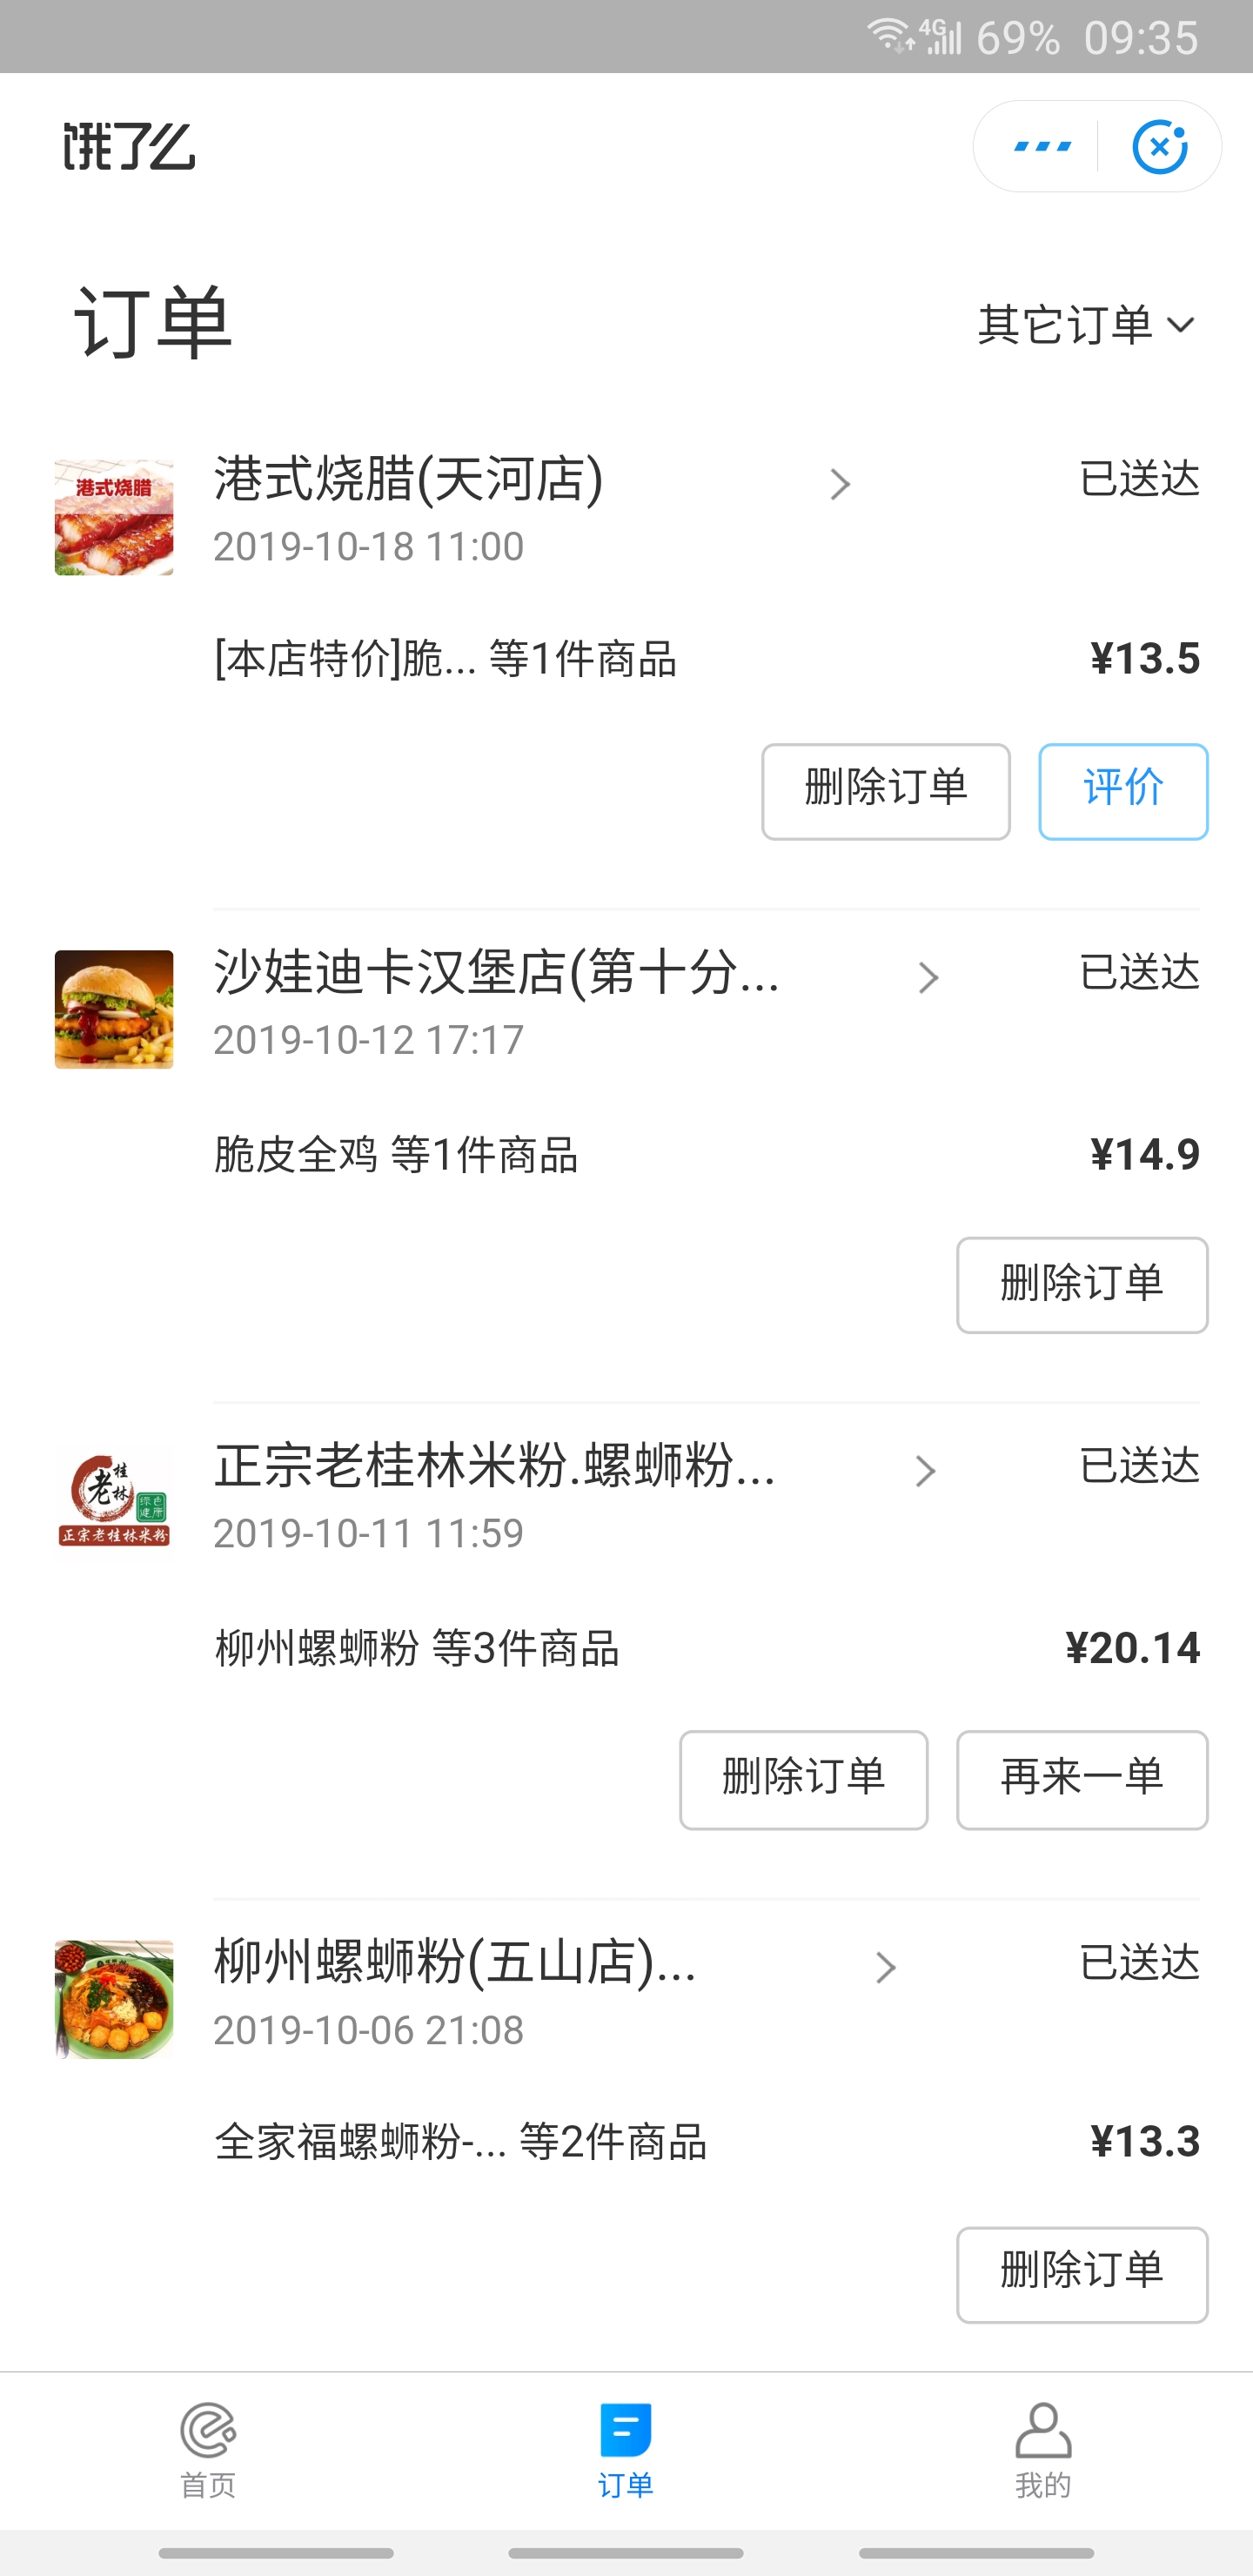 4G 69% 09:35
饿了么
订单
其它订单
港式烧腊
港式烧腊(天河店)
已送达
2019-10-18 11:00
[本店特价]脆... 等1件商品
¥13.5
删除订单
评价
沙娃迪卡汉堡店(第十分...
已送达
2019-10-12 17:17
脆皮全鸡 等1件商品
¥14.9
删除订单
老桂林
绿色健康
正宗老桂林米粉
正宗老桂林米粉.螺蛳粉...
已送达
2019-10-11 11:59
柳州螺蛳粉 等3件商品
¥20.14
删除订单
再来一单
柳州螺蛳粉(五山店)...
已送达
2019-10-06 21:08
全家福螺蛳粉-... 等2件商品
¥13.3
删除订单
首页
订单
我的